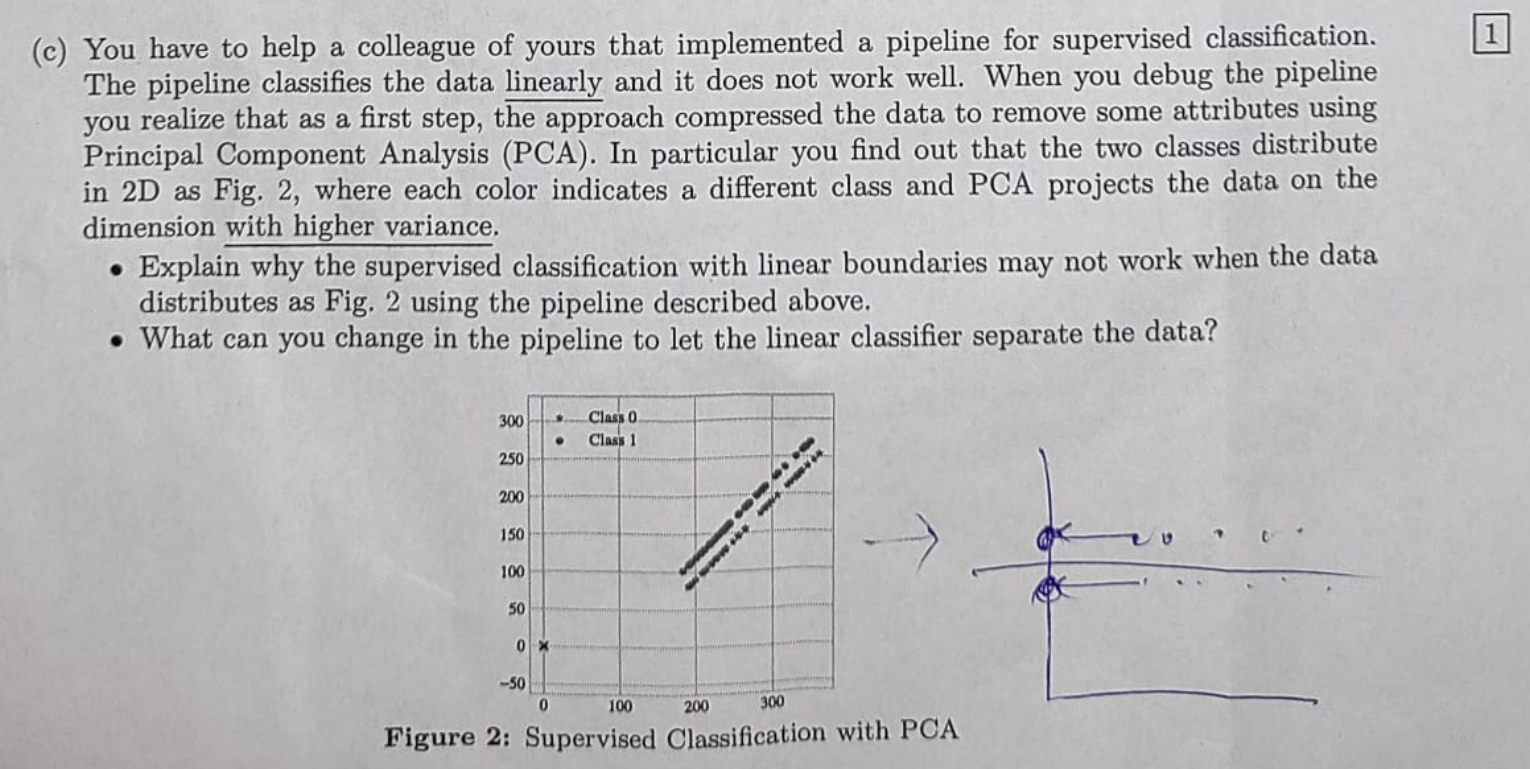 (c) You have to help a colleague of yours that implemented a pipeline for supervised classification. 1
The pipeline classifies the data linearly and it does not work well. When you debug the pipeline
you realize that as a first step, the approach compressed the data to remove some attributes using
Principal Component Analysis (PCA). In particular you find out that the two classes distribute
in 2D as Fig. 2, where each color indicates a different class and PCA projects the data on the
dimension with higher variance.
• Explain why the supervised classification with linear boundaries may not work when the data
distributes as Fig. 2 using the pipeline described above.
• What can you change in the pipeline to let the linear classifier separate the data?
300
Class 0
Class 1
250
200
150
100
50
0
−50
0 100 200 300
Figure 2: Supervised Classification with PCA